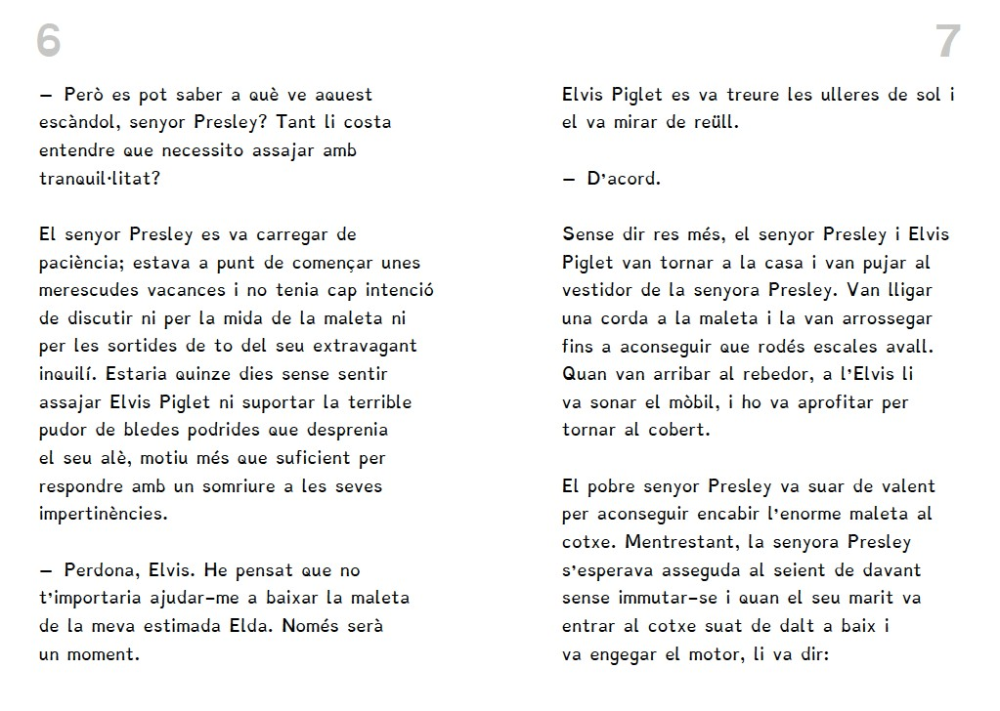 6
– Però es pot saber a què ve aquest
escàndol, senyor Presley? Tant li costa
entendre que necessito assajar amb
tranquil·litat?
El senyor Presley es va carregar de
paciència; estava a punt de començar unes
merescudes vacances i no tenia cap intenció
de discutir ni per la mida de la maleta ni
per les sortides de to del seu extravagant
inquilí. Estaria quinze dies sense sentir
assajar Elvis Piglet ni suportar la terrible
pudor de bledes podrides que desprenia
el seu alè, motiu més que suficient per
respondre amb un somriure a les seves
impertinències.
– Perdona, Elvis. He pensat que no
t’importaria ajudar-me a baixar la maleta
de la meva estimada Elda. Només serà
un moment.
7
Elvis Piglet es va treure les ulleres de sol i
el va mirar de reüll.
– D’acord.
Sense dir res més, el senyor Presley i Elvis
Piglet van tornar a la casa i van pujar al
vestidor de la senyora Presley. Van lligar
una corda a la maleta i la van arrossegar
fins a aconseguir que rodés escales avall.
Quan van arribar al rebedor, a l’Elvis li
va sonar el mòbil, i ho va aprofitar per
tornar al cobert.
El pobre senyor Presley va suar de valent
per aconseguir encabir l’enorme maleta al
cotxe. Mentrestant, la senyora Presley
s’esperava asseguda al seient de davant
sense immutar-se i quan el seu marit va
entrar al cotxe suat de dalt a baix i
va engegar el motor, li va dir: